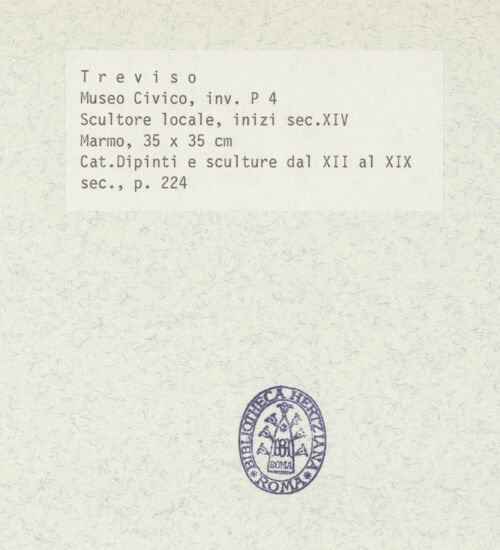 Treviso
Museo Civico, inv. P 4
Scultore locale, inizi sec.XIV
Marmo, 35 x 35 cm
Cat.Dipinti e sculture dal XII al XIX
sec., p. 224
BIBLIOTHECA HERTZIANA
BH
ROMA
* ROMA *